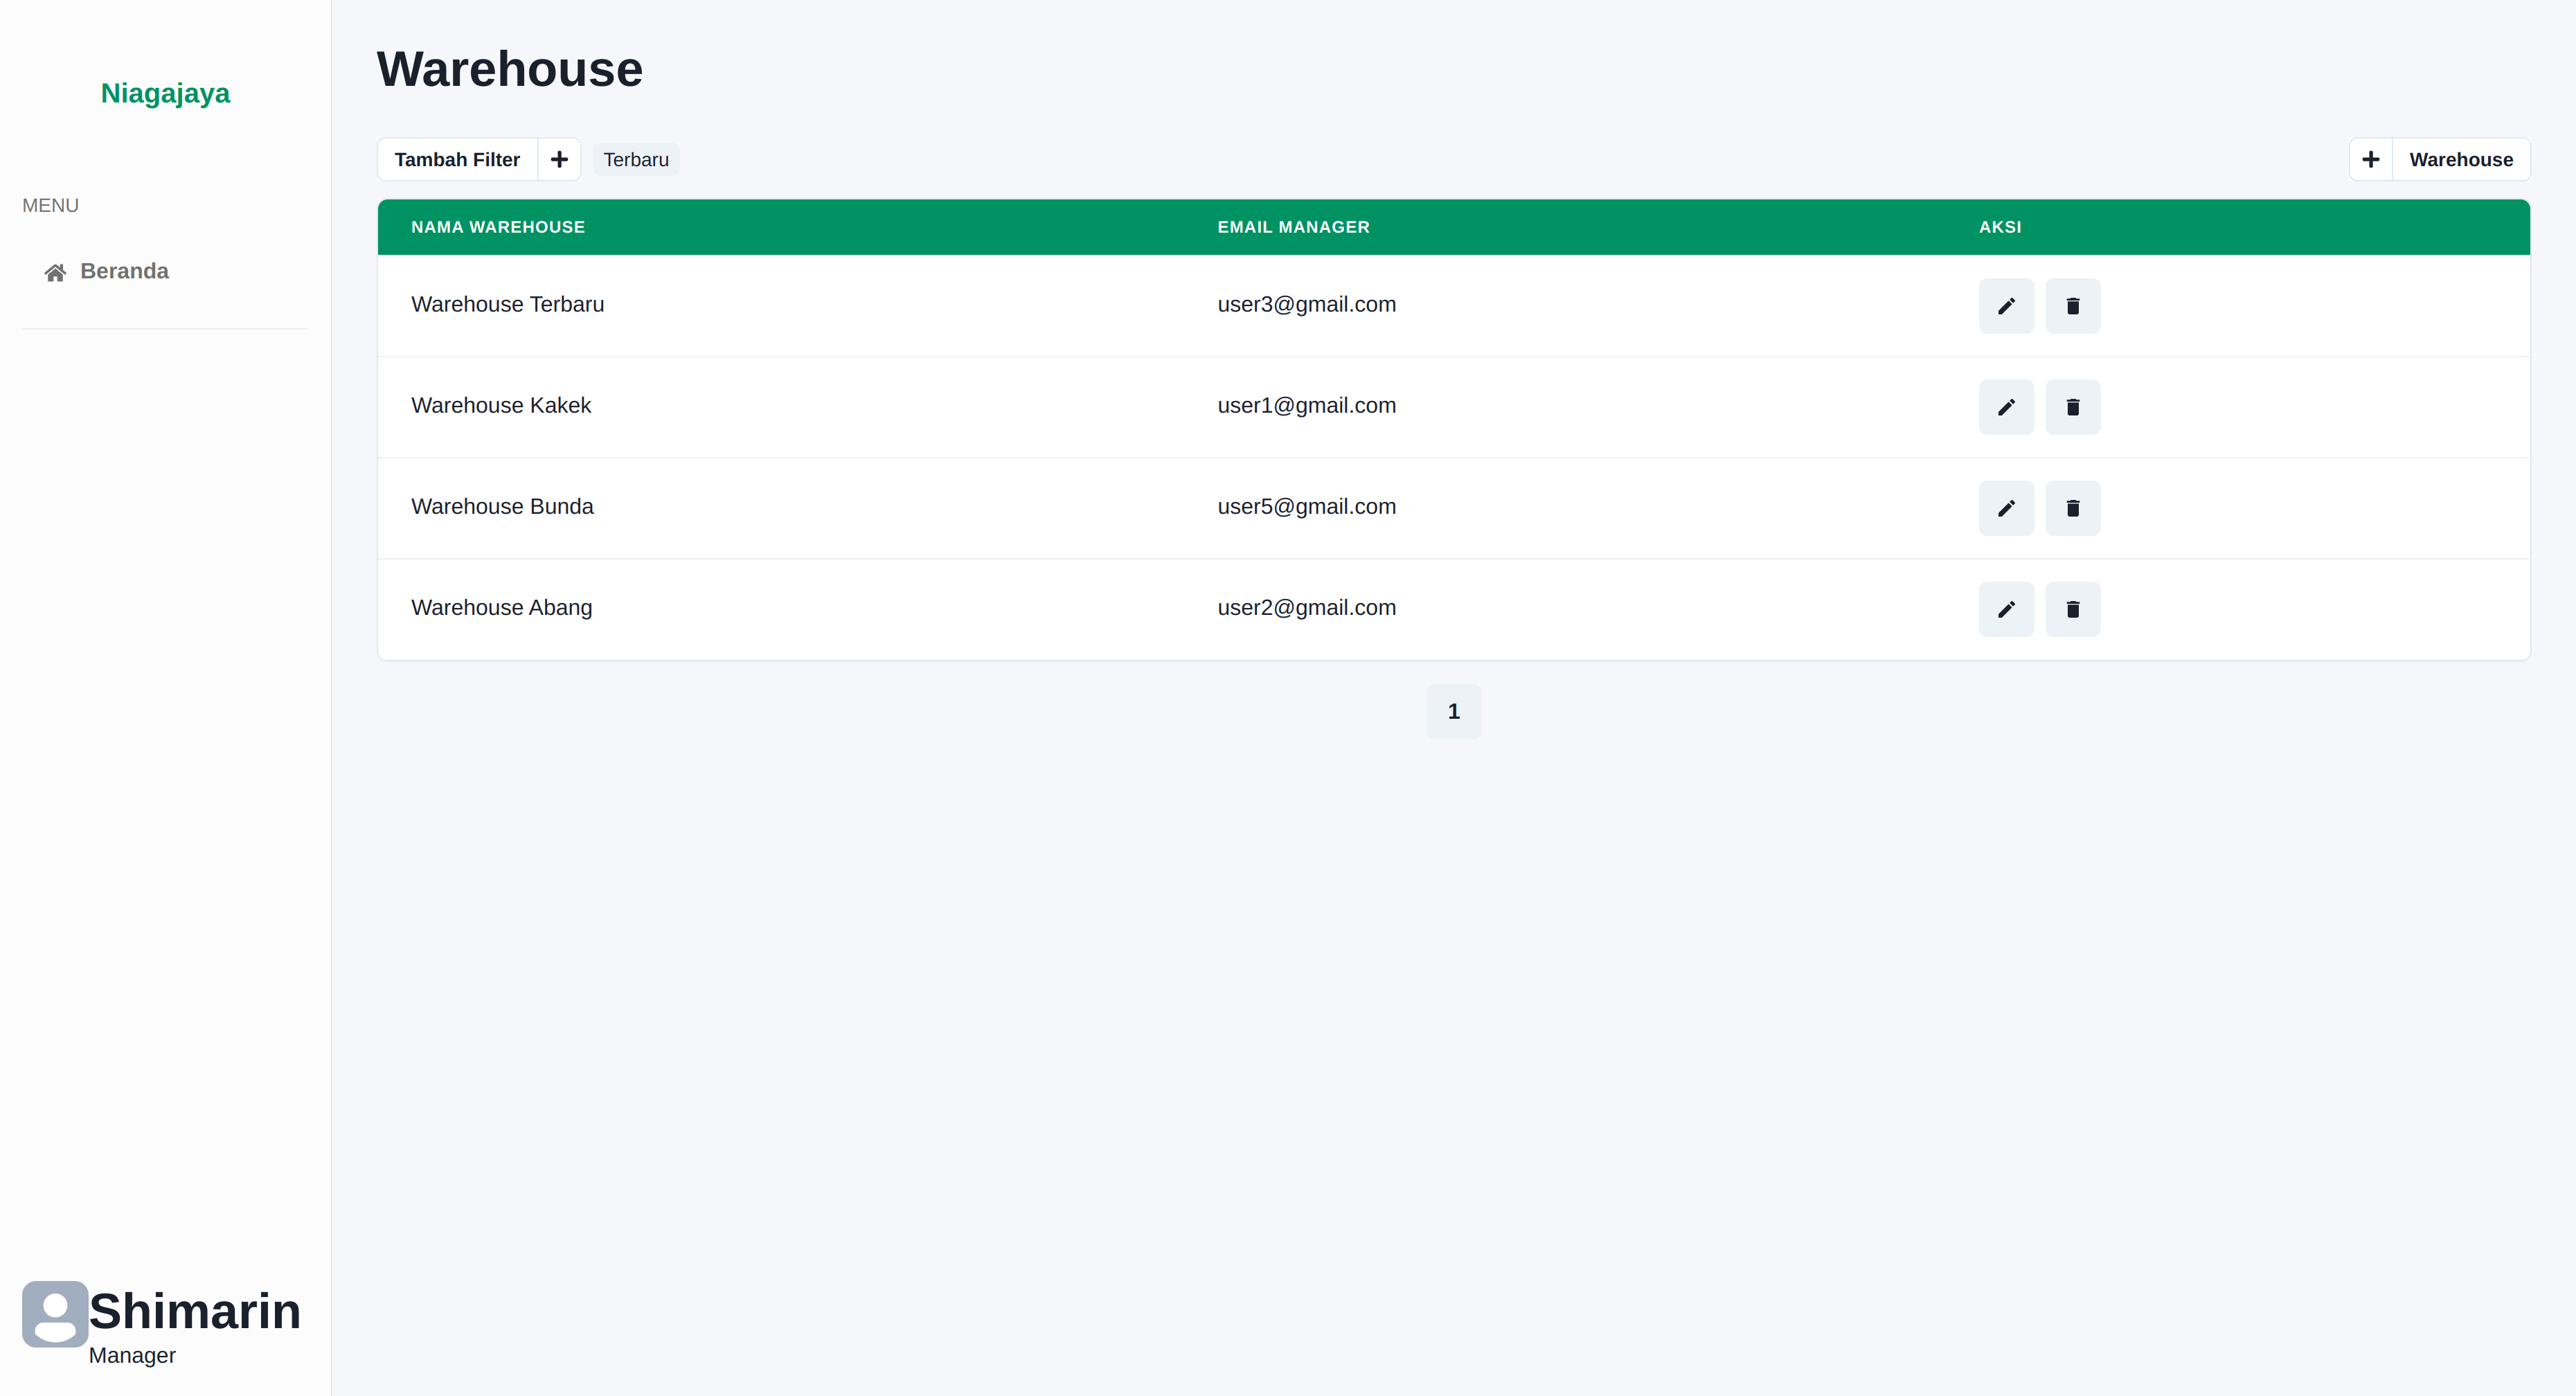 Niagajaya
MENU
Beranda
Shimarin
Manager
Warehouse
Tambah Filter
Terbaru
Warehouse
NAMA WAREHOUSE EMAIL MANAGER AKSI
Warehouse Terbaru user3@gmail.com
Warehouse Kakek user1@gmail.com
Warehouse Bunda user5@gmail.com
Warehouse Abang user2@gmail.com
1